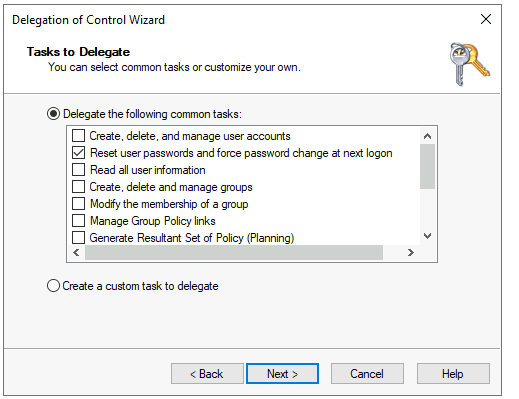 Delegation of Control Wizard
Tasks to Delegate
You can select common tasks or customize your own.
Delegate the following common tasks:
Create, delete, and manage user accounts
Reset user passwords and force password change at next logon
Read all user information
Create, delete and manage groups
Modify the membership of a group
Manage Group Policy links
Generate Resultant Set of Policy (Planning)
Create a custom task to delegate
< Back Next > Cancel Help